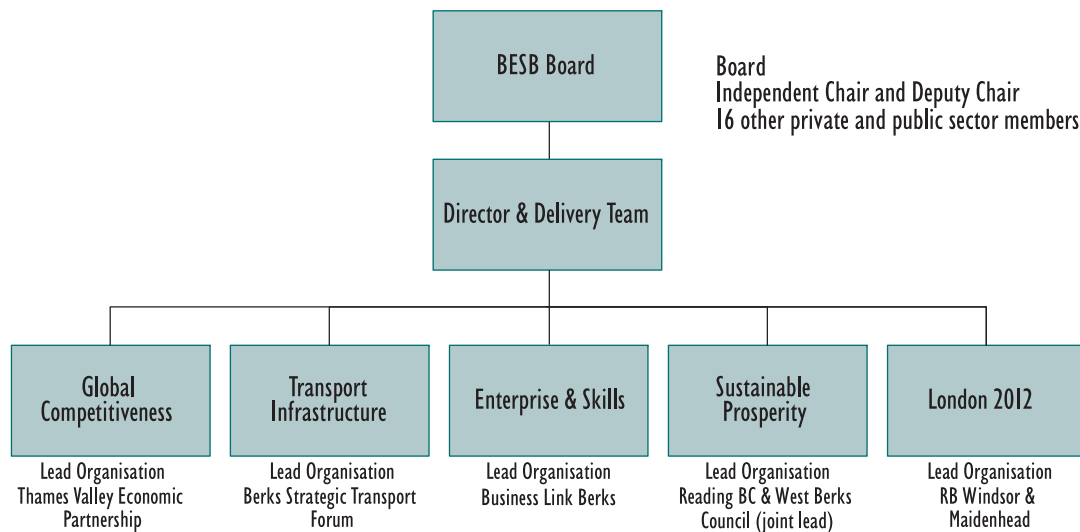 BESB Board
Board
Independent Chair and Deputy Chair
16 other private and public sector members
Director & Delivery Team
Global
Competitiveness
Transport
Infrastructure
Enterprise & Skills
Sustainable
Prosperity
London 2012
Lead Organisation
Thames Valley Economic
Partnership
Lead Organisation
Berks Strategic Transport
Forum
Lead Organisation
Business Link Berks
Lead Organisation
Reading BC & West Berks
Council (joint lead)
Lead Organisation
RB Windsor &
Maidenhead